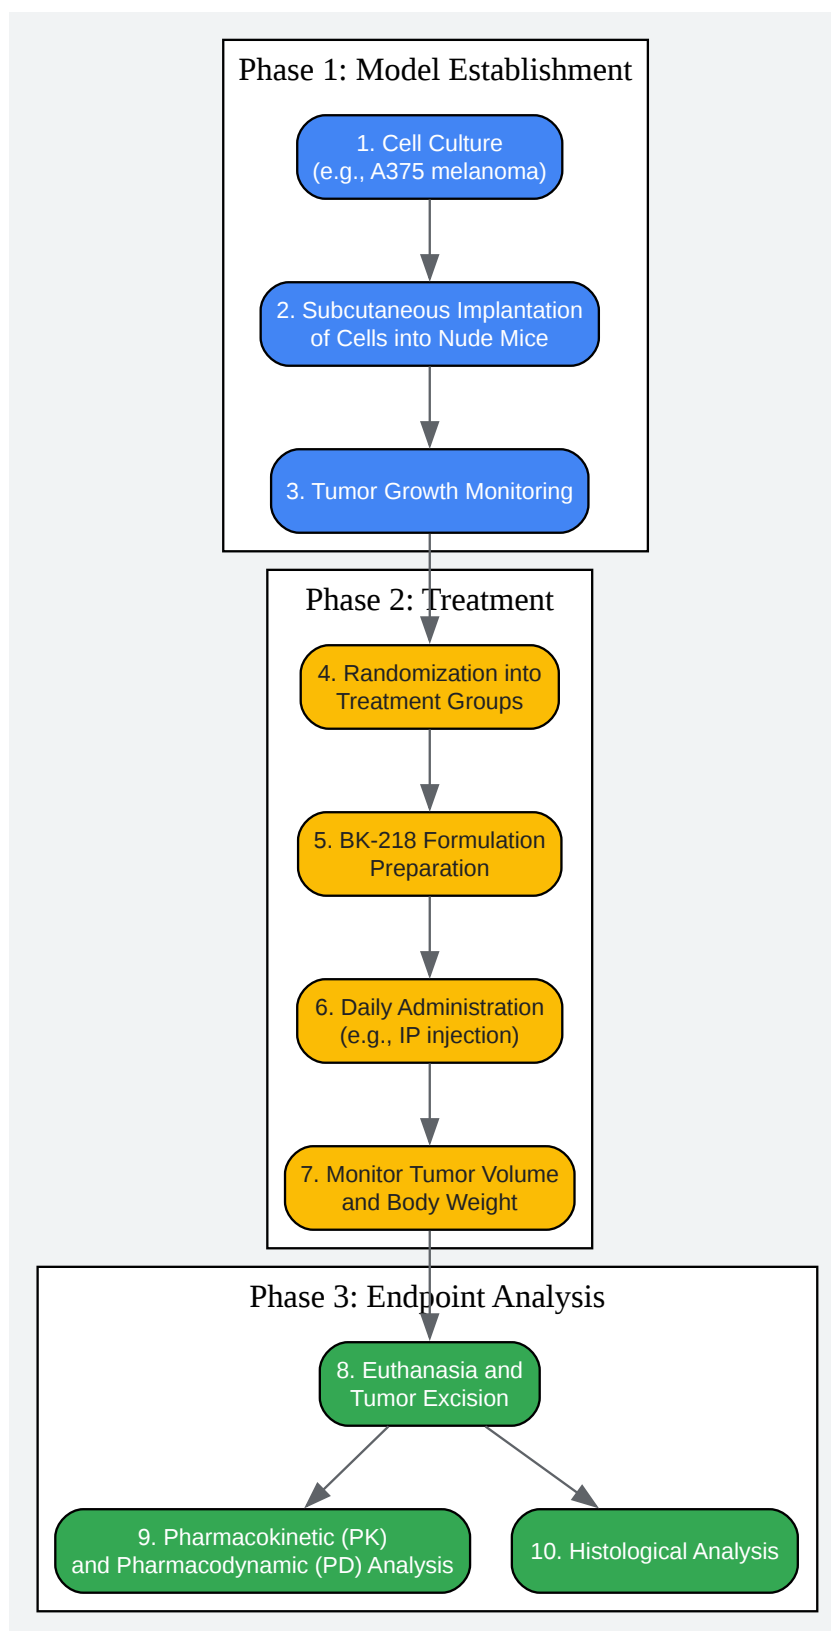 Phase 1: Model Establishment
1. Cell Culture
(e.g., A375 melanoma)
2. Subcutaneous Implantation
of Cells into Nude Mice
3. Tumor Growth Monitoring
Phase 2: Treatment
4. Randomization into
Treatment Groups
5. BK-218 Formulation
Preparation
6. Daily Administration
(e.g., IP injection)
7. Monitor Tumor Volume
and Body Weight
Phase 3: Endpoint Analysis
8. Euthanasia and
Tumor Excision
9. Pharmacokinetic (PK)
and Pharmacodynamic (PD) Analysis
10. Histological Analysis